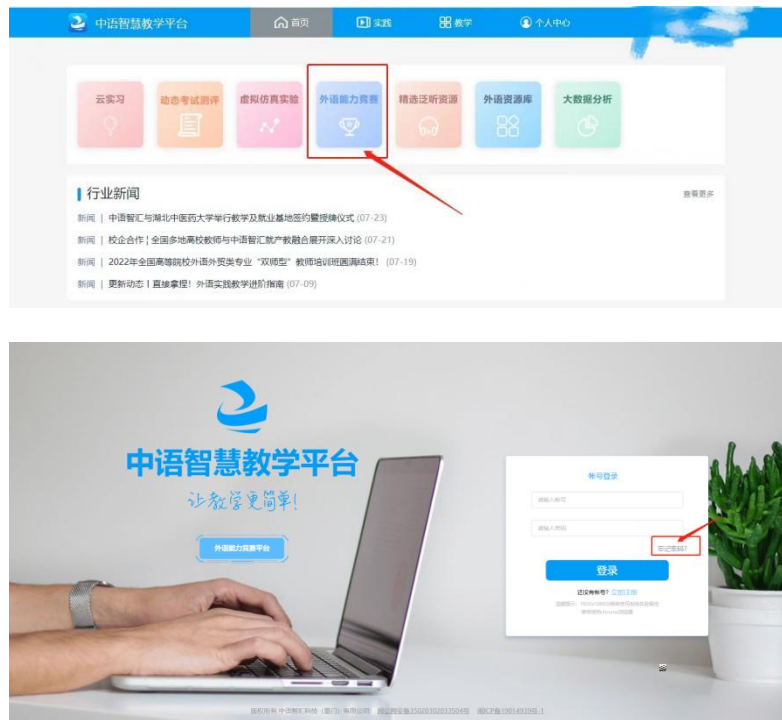 中语智慧教学平台
首页
实践
教学
个人中心
云实习
动态考试测评
虚拟仿真实验
外语能力竞赛
精选泛听资源
外语资源库
大数据分析
行业新闻
查看更多
新闻 | 中语智汇与湖北中医药大学举行教学及就业基地签约暨授牌仪式 (07-23)
新闻 | 校企合作 ¦ 全国多地高校教师与中语智汇就产教融合展开深入讨论 (07-21)
新闻 | 2022年全国高等院校外语外贸类专业“双师型”教师培训班圆满结束! (07-19)
新闻 | 更新动态丨直接拿捏! 外语实践教学进阶指南 (07-09)
中语智慧教学平台
让教学更简单!
外语能力竞赛平台
帐号登录
请输入帐号
请输入密码
忘记密码?
登录
还没有帐号? 立即注册